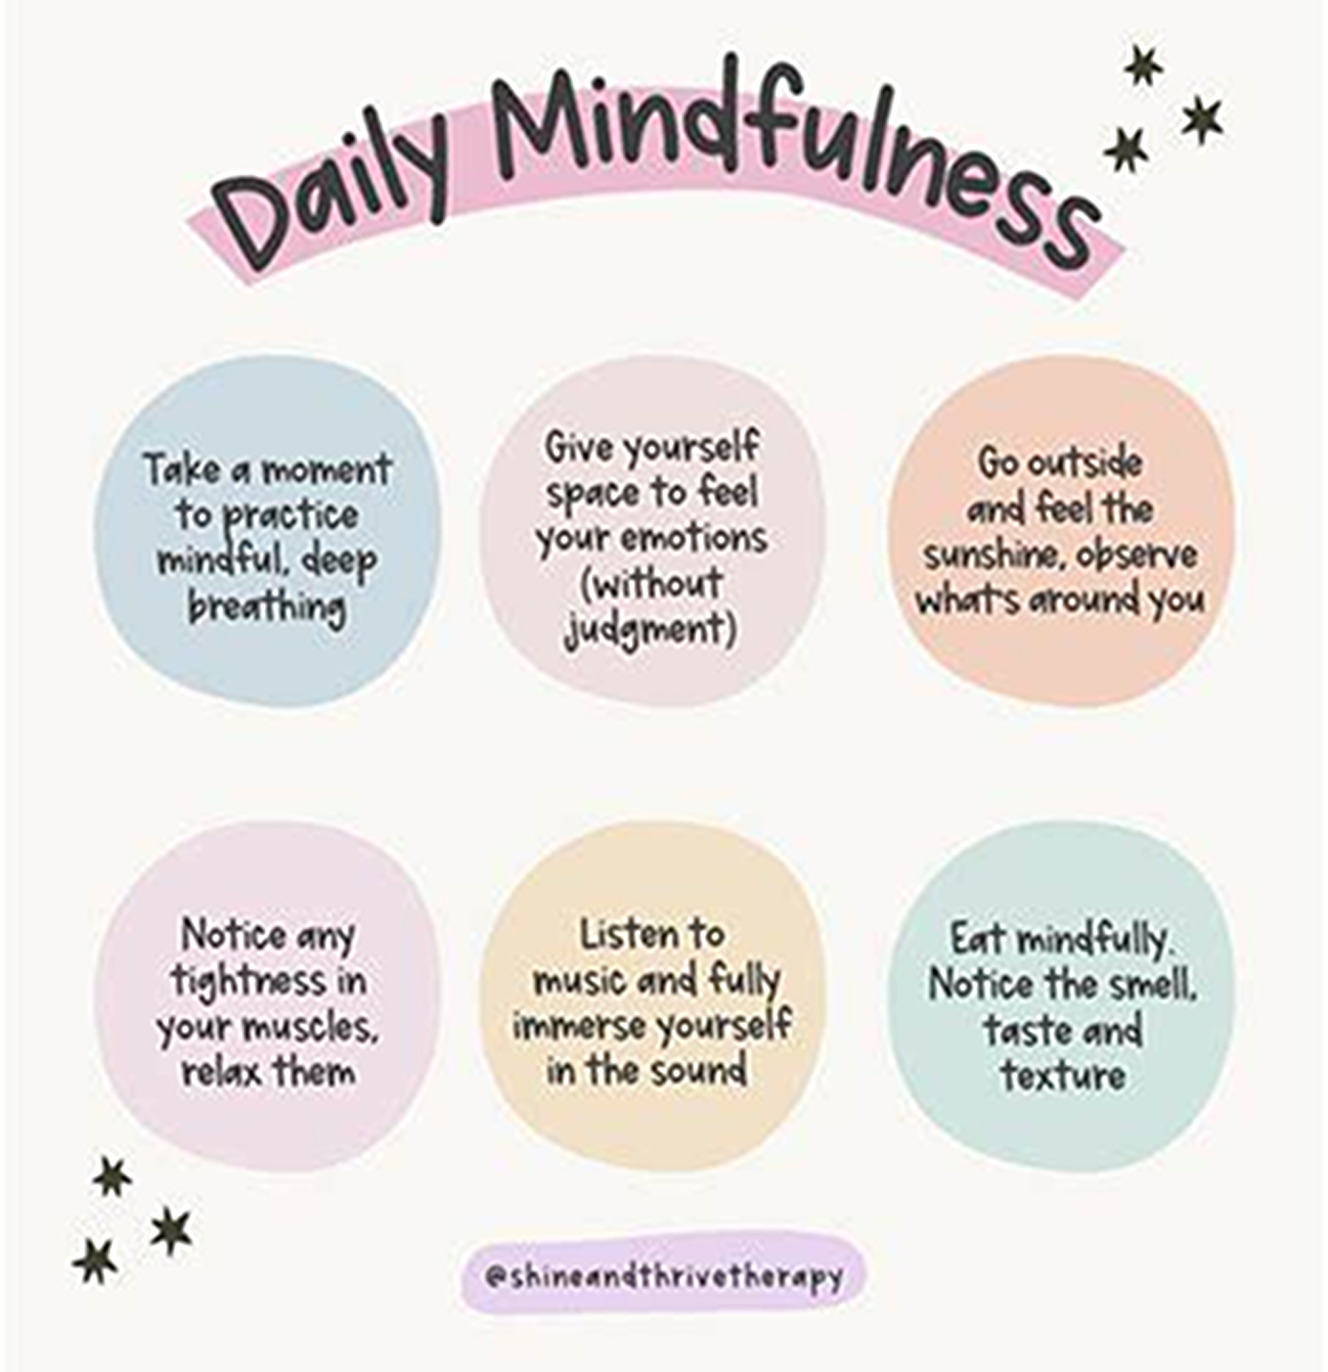 Daily Mindfulness
Take a moment
to practice
mindful, deep
breathing
Give yourself
space to feel
your emotions
(without
judgment)
Go outside
and feel the
sunshine, observe
what's around you
Notice any
tightness in
your muscles,
relax them
Listen to
music and fully
immerse yourself
in the sound
Eat mindfully.
Notice the smell,
taste and
texture
@shineandthrivetherapy